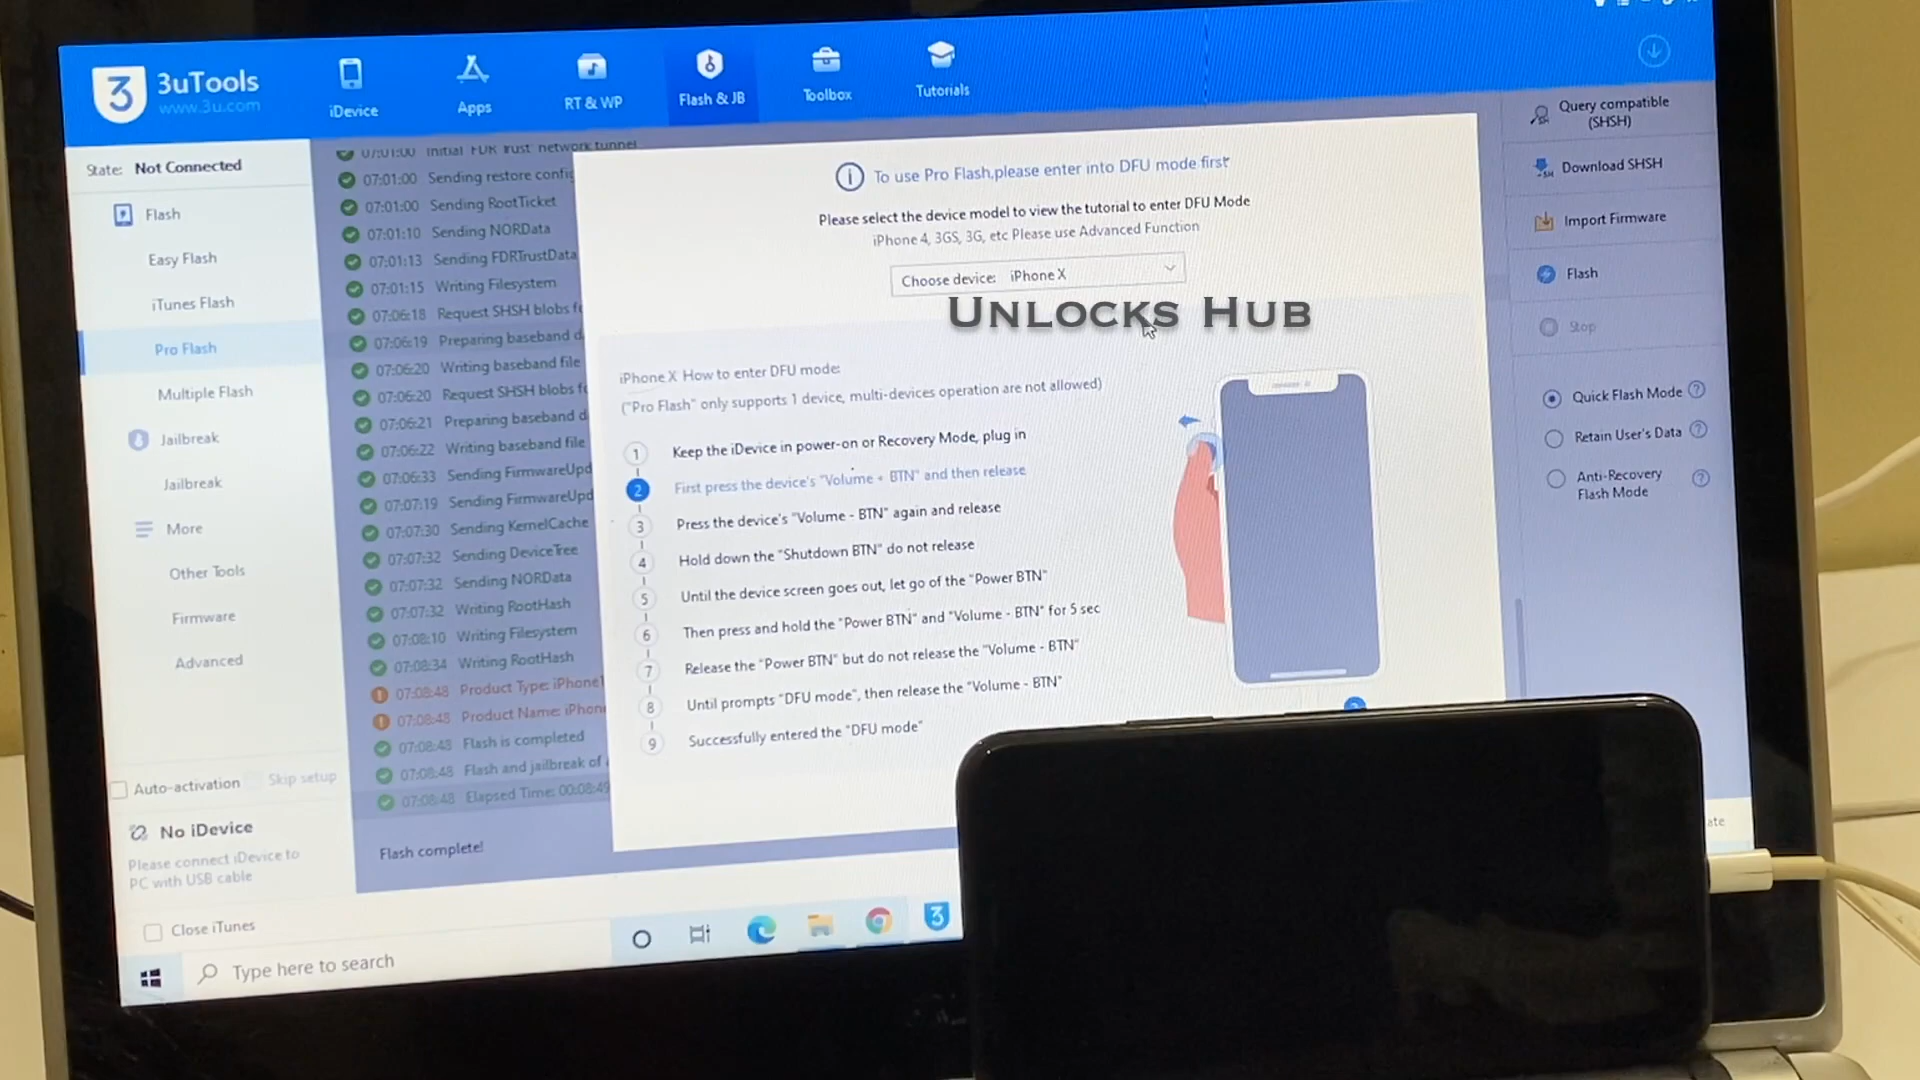 3uTools
www.3u.com
iDevice
Apps
RT & WP
Flash & JB
Toolbox
Tutorials
State: Not Connected
Flash
Easy Flash
iTunes Flash
Pro Flash
Multiple Flash
Jailbreak
Jailbreak
More
Other Tools
Firmware
Advanced
Auto-activation
Skip setup
No iDevice
Please connect iDevice to
PC with USB cable
Close iTunes
07:01:00 Initial FDR Trust network tunnel
07:01:00 Sending restore config
07:01:00 Sending RootTicket
07:01:10 Sending NORData
07:01:13 Sending FDRTrustData
07:01:15 Writing Filesystem
07:06:18 Request SHSH blobs f
07:06:19 Preparing baseband d
07:06:20 Writing baseband file
07:06:20 Request SHSH blobs f
07:06:21 Preparing baseband d
07:06:22 Writing baseband file
07:06:33 Sending FirmwareUpd
07:07:19 Sending FirmwareUpd
07:07:30 Sending KernelCache
07:07:32 Sending DeviceTree
07:07:32 Sending NORData
07:07:32 Writing RootHash
07:08:10 Writing Filesystem
07:08:34 Writing RootHash
07:08:48 Product Type: iPhone1
07:08:48 Product Name: iPhon
07:08:48 Flash is completed
07:08:48 Flash and jailbreak of
07:08:48 Elapsed Time: 00:08:49
Flash complete!
To use Pro Flash,please enter into DFU mode first
Please select the device model to view the tutorial to enter DFU Mode
iPhone 4, 3GS, 3G, etc Please use Advanced Function
Choose device: iPhone X
Unlocks Hub
iPhone X How to enter DFU mode:
("Pro Flash" only supports 1 device, multi-devices operation are not allowed)
1 Keep the iDevice in power-on or Recovery Mode, plug in
2 First press the device's "Volume + BTN" and then release
3 Press the device's "Volume - BTN" again and release
4 Hold down the "Shutdown BTN" do not release
5 Until the device screen goes out, let go of the "Power BTN"
6 Then press and hold the "Power BTN" and "Volume - BTN" for 5 sec
7 Release the "Power BTN" but do not release the "Volume - BTN"
8 Until prompts "DFU mode", then release the "Volume - BTN"
9 Successfully entered the "DFU mode"
Query compatible
(SHSH)
Download SHSH
Import Firmware
Flash
Stop
Quick Flash Mode
Retain User's Data
Anti-Recovery
Flash Mode
ate
Type here to search